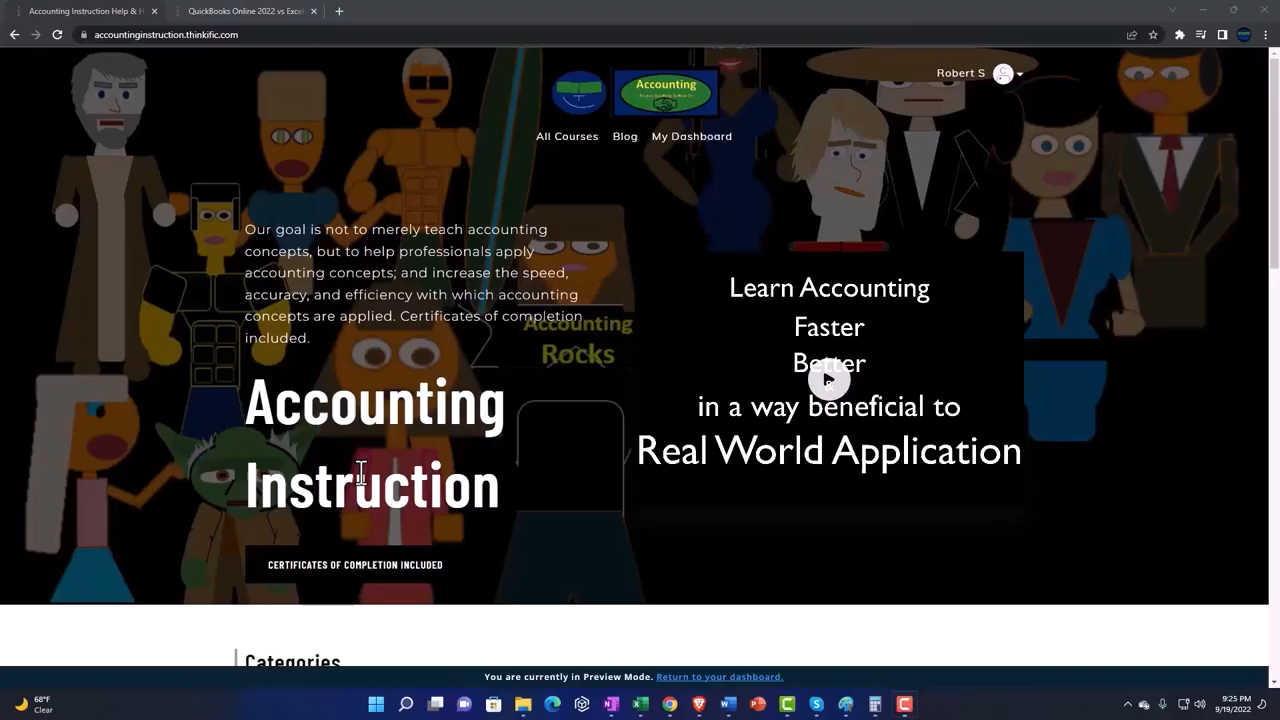 Accounting Instruction Help & H
QuickBooks Online 2022 vs Excel
accountinginstruction.thinkific.com
Robert S
Accounting
All Courses Blog My Dashboard
Our goal is not to merely teach accounting
concepts, but to help professionals apply
accounting concepts; and increase the speed,
accuracy, and efficiency with which accounting
concepts are applied. Certificates of completion
included.
Accounting
Instruction
CERTIFICATES OF COMPLETION INCLUDED
Accounting
Rocks
Learn Accounting
Faster
Better
&
in a way beneficial to
Real World Application
Categories
You are currently in Preview Mode. Return to your dashboard.
68°F
Clear
9:25 PM
9/19/2022